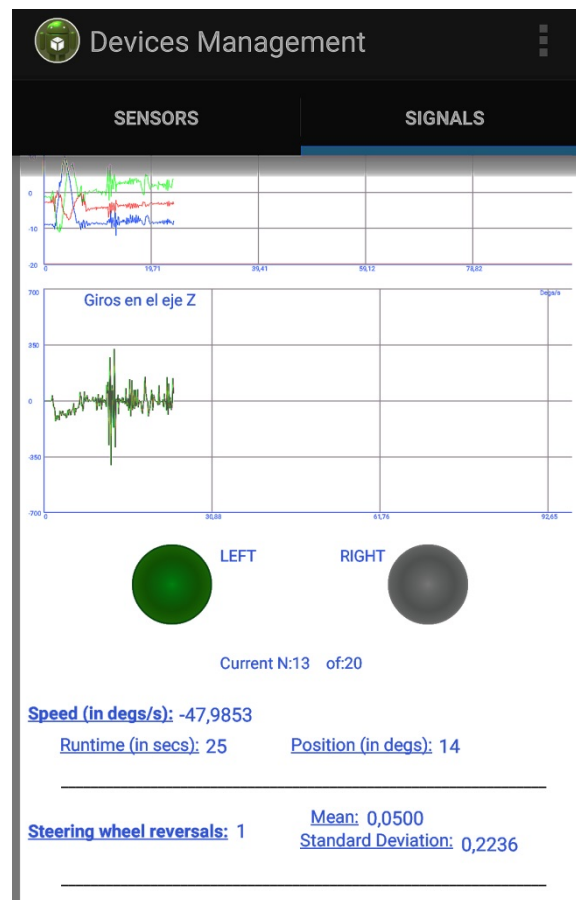 Devices Management
SENSORS SIGNALS
0
-10
-20 0 19,71 39,41 59,12 78,82
700 Giros en el eje Z Degs/s
350
0
-350
-700 0 30,88 61,76 92,65
LEFT RIGHT
Current N:13 of:20
Speed (in degs/s): -47,9853
Runtime (in secs): 25 Position (in degs): 14
Steering wheel reversals: 1 Mean: 0,0500
Standard Deviation: 0,2236